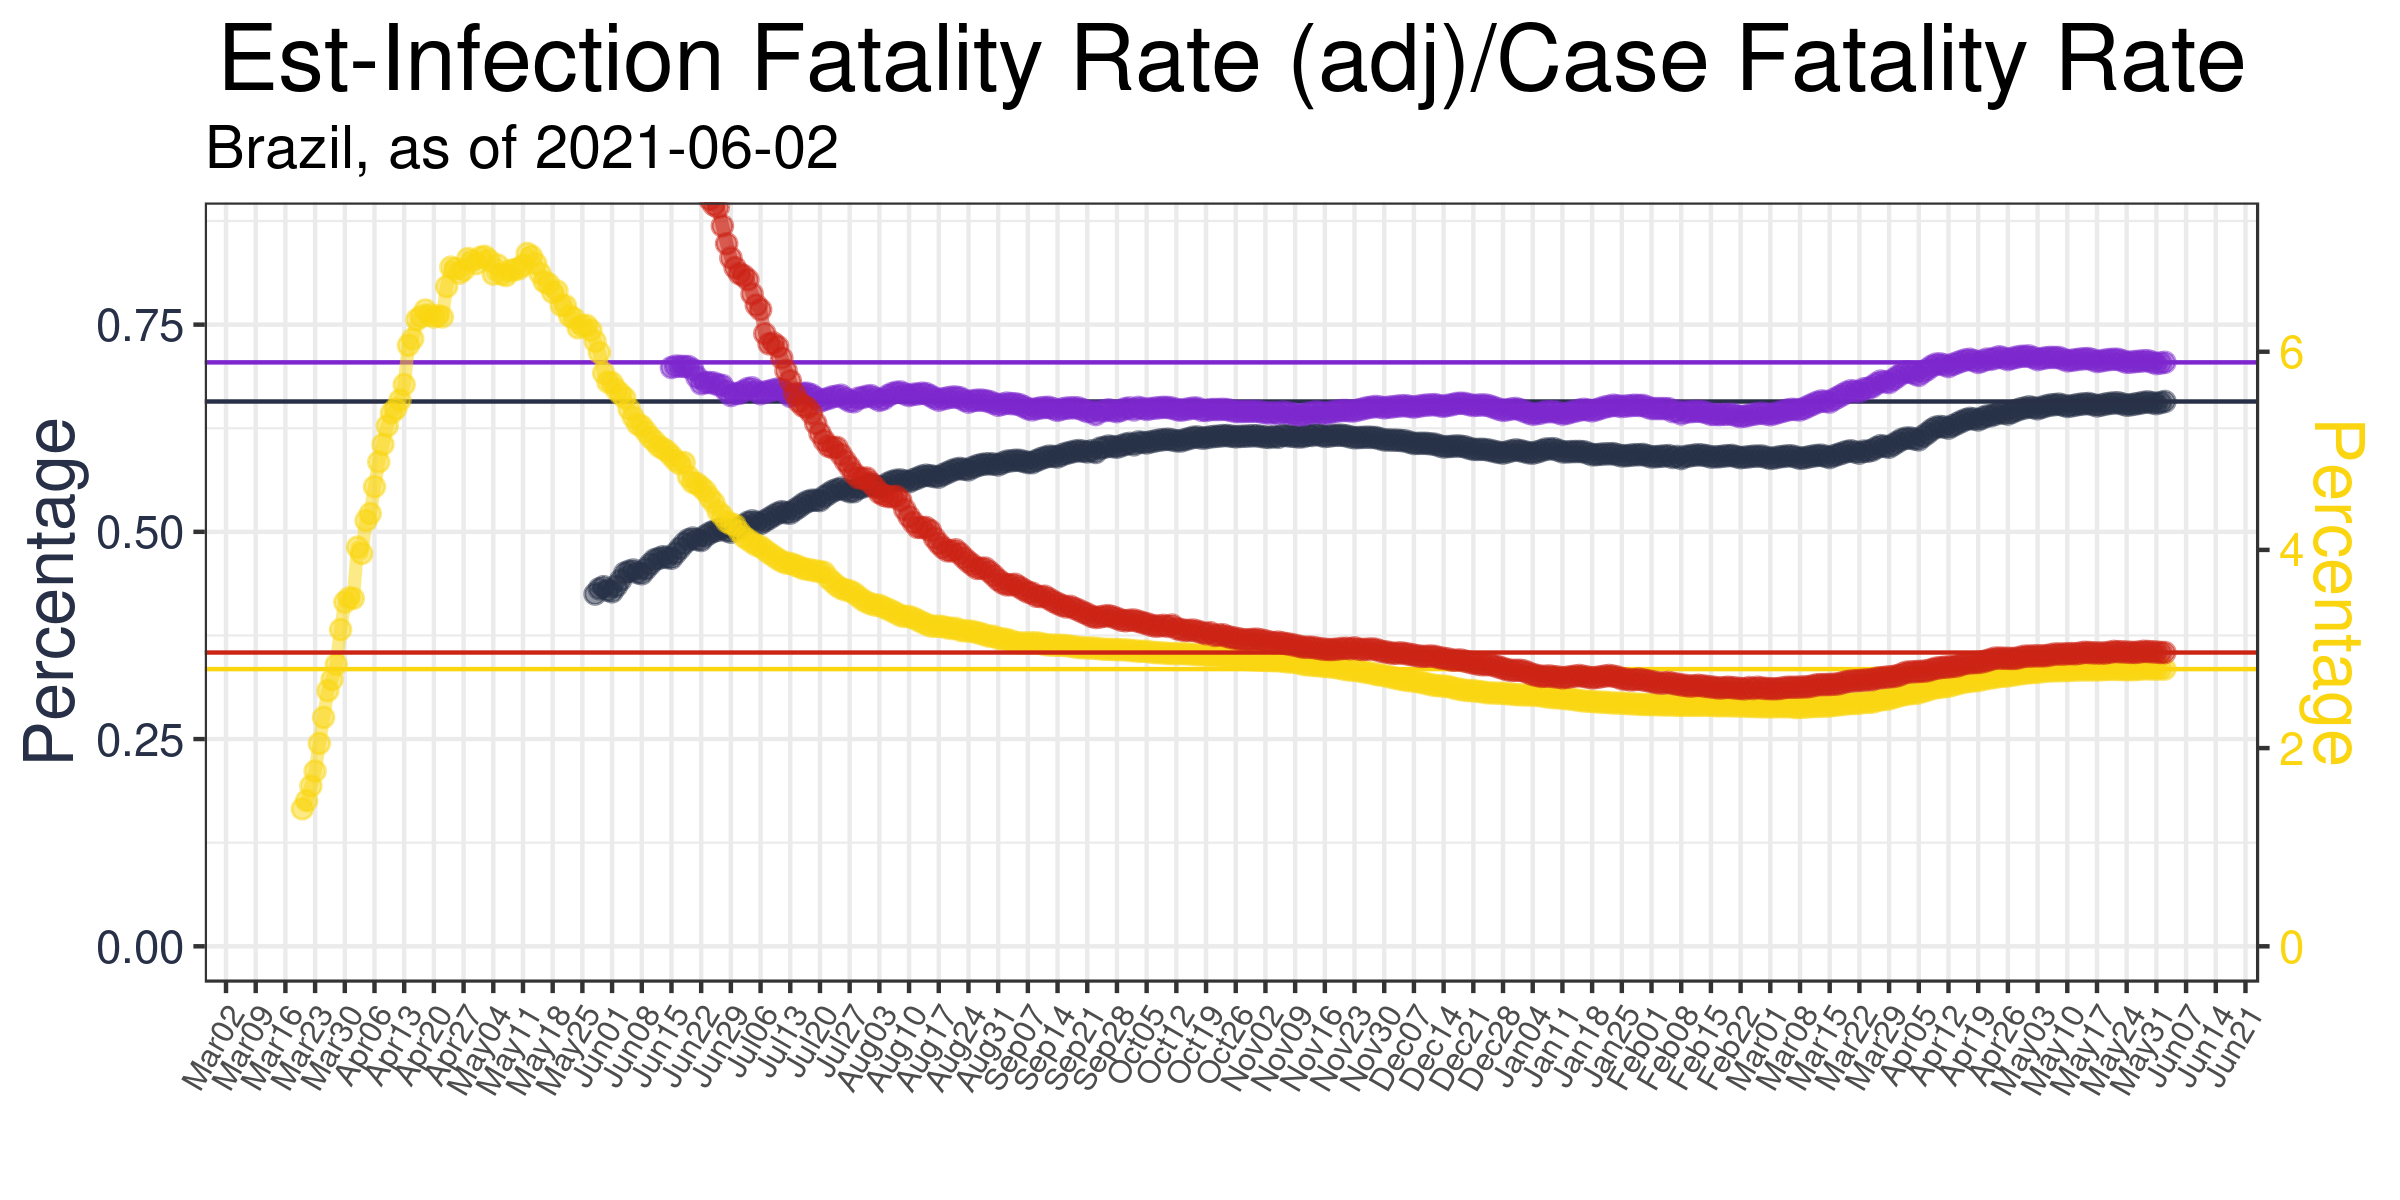 Est-Infection Fatality Rate (adj)/Case Fatality Rate
Brazil, as of 2021-06-02
Percentage
0.75
0.50
0.25
0.00
6
4
2
0
Percentage
Mar02
Mar09
Mar16
Mar23
Mar30
Apr06
Apr13
Apr20
Apr27
May04
May11
May18
May25
Jun01
Jun08
Jun15
Jun22
Jun29
Jul06
Jul13
Jul20
Jul27
Aug03
Aug10
Aug17
Aug24
Aug31
Sep07
Sep14
Sep21
Sep28
Oct05
Oct12
Oct19
Oct26
Nov02
Nov09
Nov16
Nov23
Nov30
Dec07
Dec14
Dec21
Dec28
Jan04
Jan11
Jan18
Jan25
Feb01
Feb08
Feb15
Feb22
Mar01
Mar08
Mar15
Mar22
Mar29
Apr05
Apr12
Apr19
Apr26
May03
May10
May17
May24
May31
Jun07
Jun14
Jun21